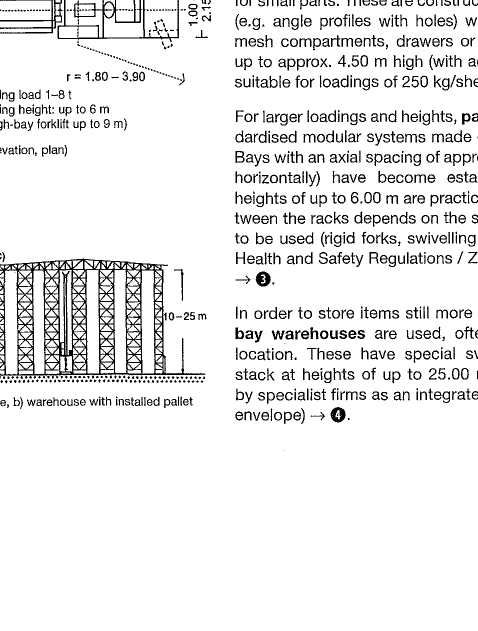 1.00
2.15
r = 1.80 – 3.90
ing load 1–8 t
ing height: up to 6 m
gh-bay forklift up to 9 m)
evation, plan)
c)
10–25 m
e, b) warehouse with installed pallet
for small parts. These are construc
(e.g. angle profiles with holes) w
mesh compartments, drawers or
up to approx. 4.50 m high (with a
suitable for loadings of 250 kg/she
For larger loadings and heights, pa
dardised modular systems made
Bays with an axial spacing of appr
horizontally) have become esta
heights of up to 6.00 m are practic
tween the racks depends on the s
to be used (rigid forks, swivelling
Health and Safety Regulations / Z
→ 3.
In order to store items still more
bay warehouses are used, ofte
location. These have special sv
stack at heights of up to 25.00 m
by specialist firms as an integrate
envelope) → 4.